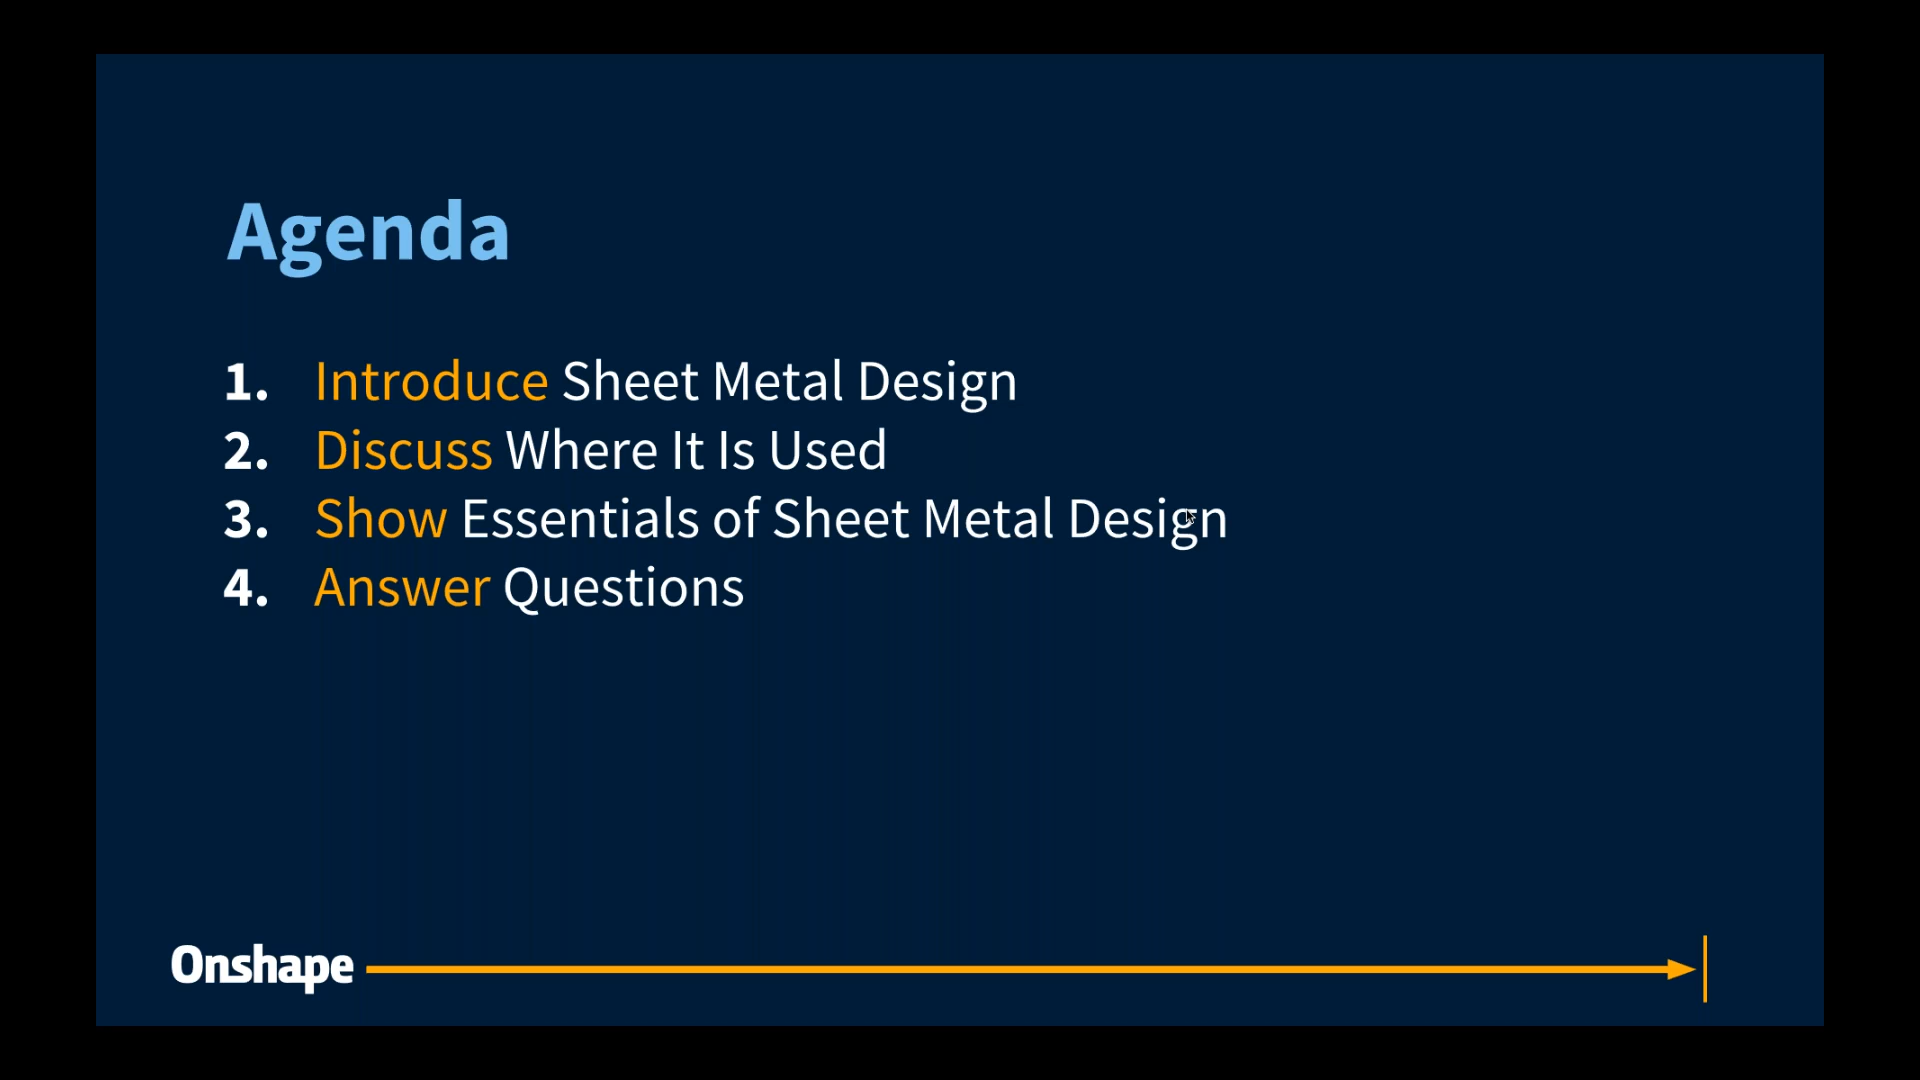 Agenda
1. Introduce Sheet Metal Design
2. Discuss Where It Is Used
3. Show Essentials of Sheet Metal Design
4. Answer Questions
Onshape